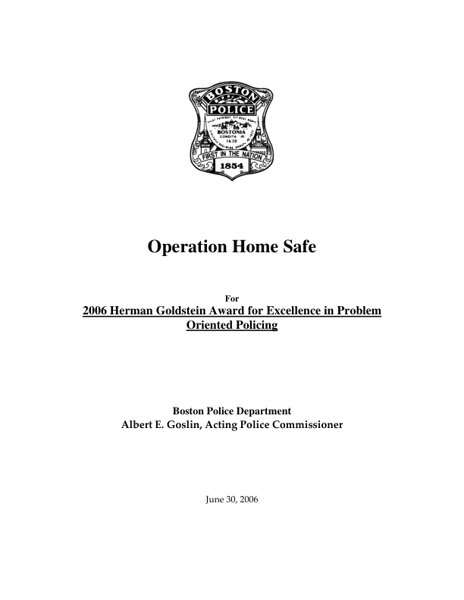 BOSTON
POLICE
BOSTONIA
CONDITA AD
1630
FIRST IN THE NATION
1854
Operation Home Safe
For
2006 Herman Goldstein Award for Excellence in Problem
Oriented Policing
Boston Police Department
Albert E. Goslin, Acting Police Commissioner
June 30, 2006